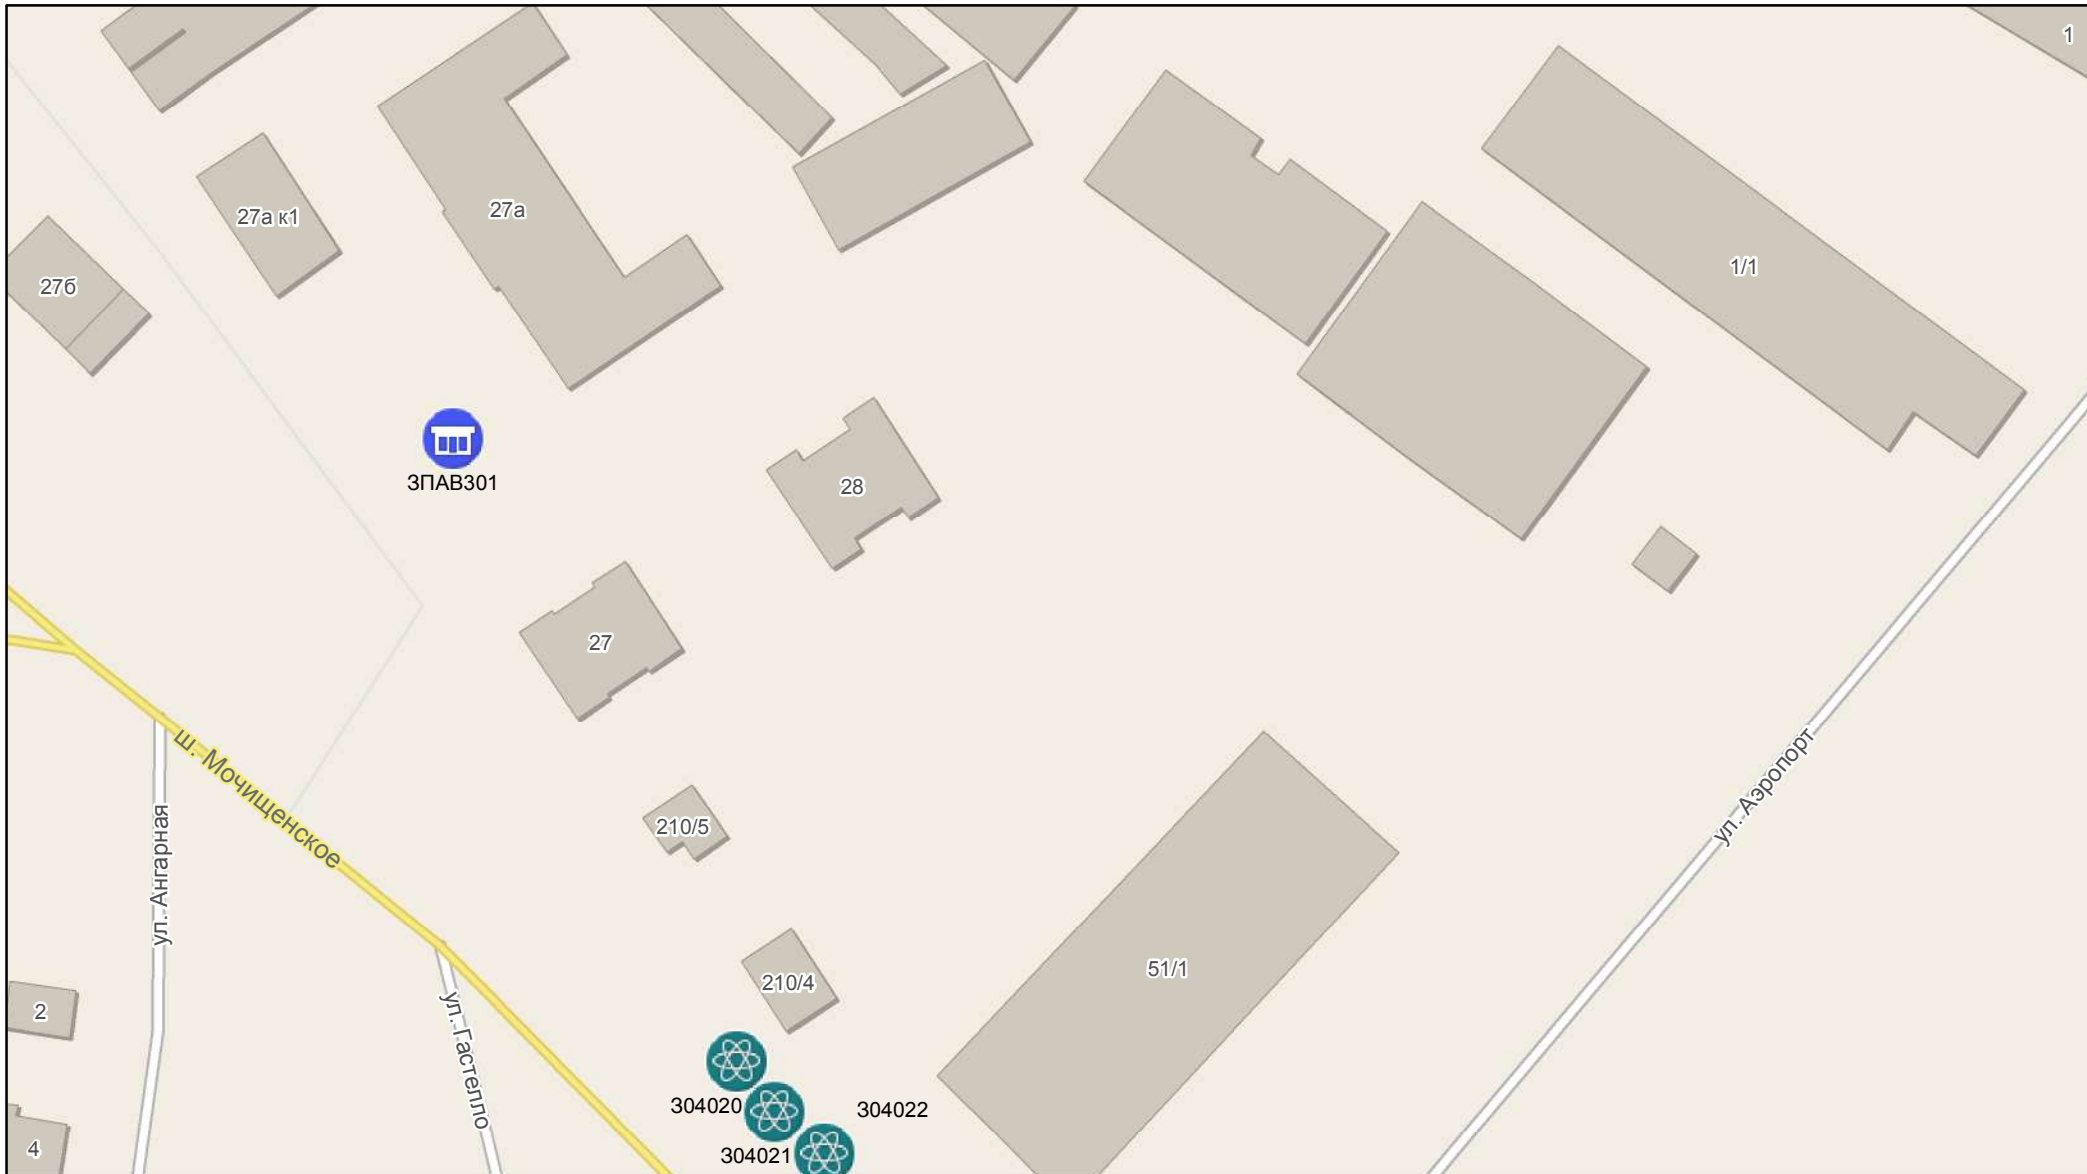 1
27а к1
27а
27б
1/1
ЗПАВ301
28
27
ш. Мочищенское
ул. Аэропорт
210/5
ул. Ангарная
51/1
210/4
2
ул. Гастелло
304020
304022
304021
4